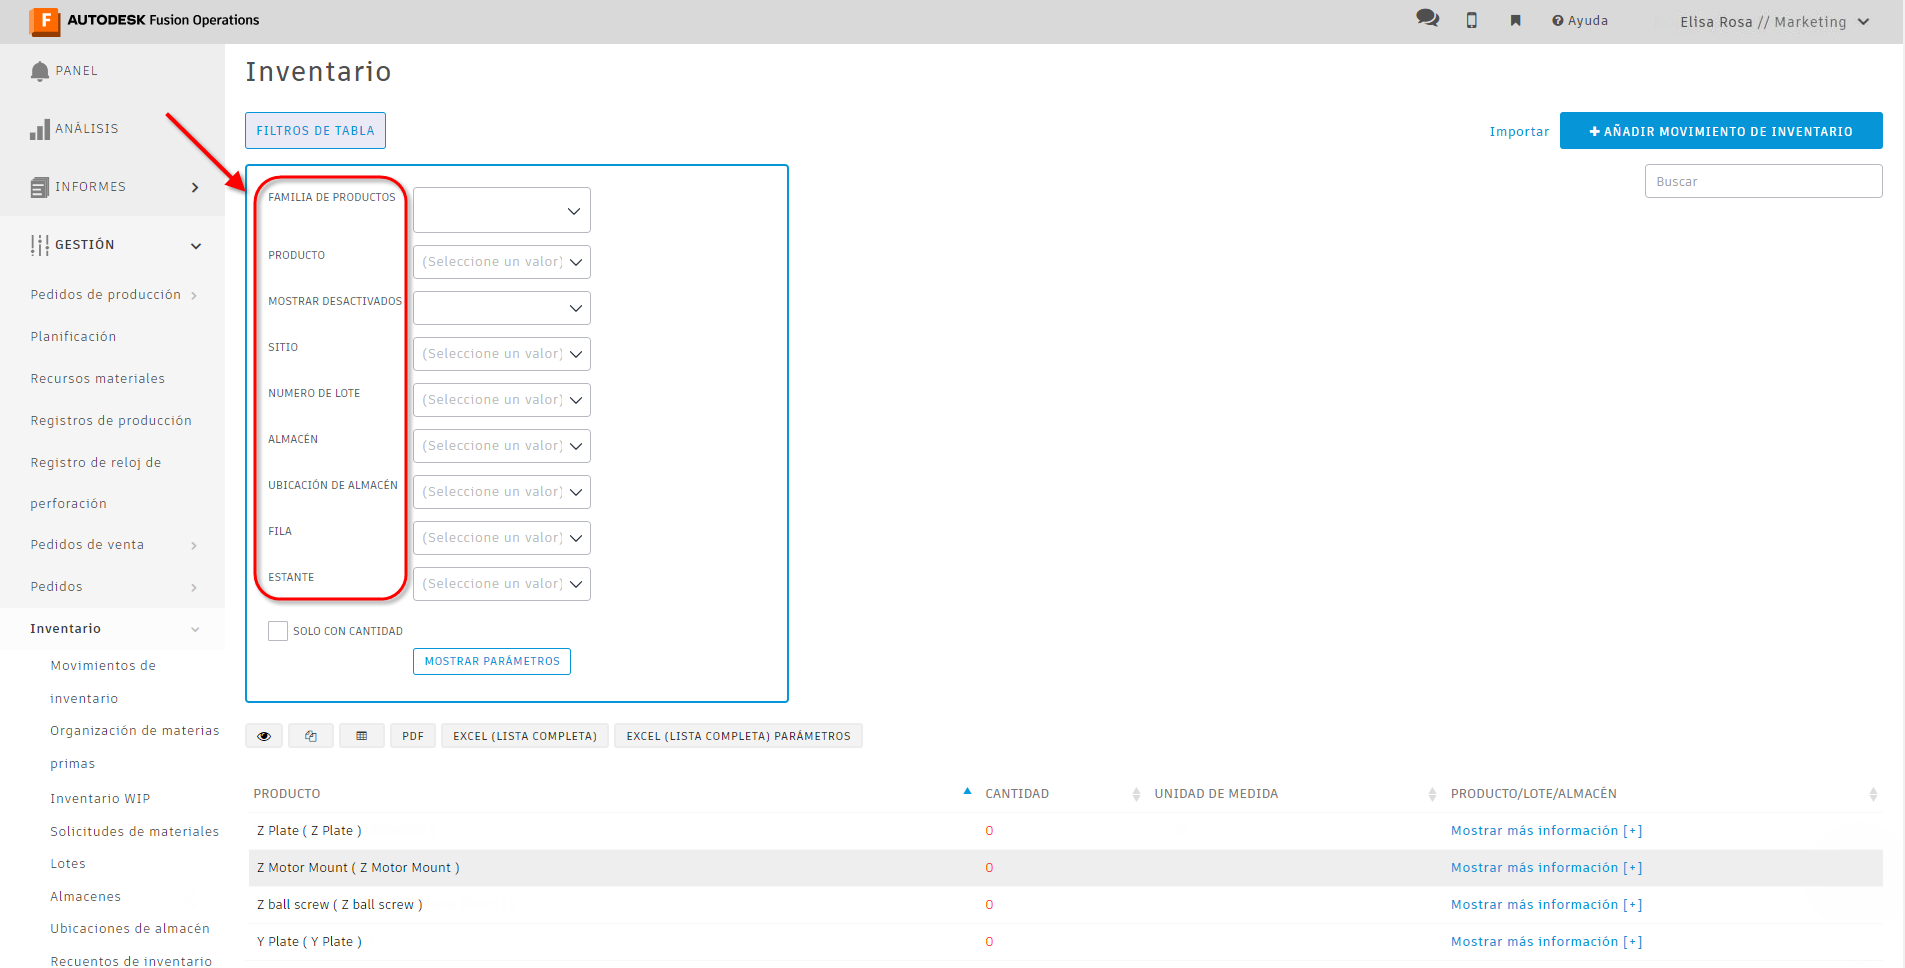 F AUTODESK Fusion Operations
Ayuda
Elisa Rosa // Marketing
PANEL
ANÁLISIS
INFORMES
GESTIÓN
Pedidos de producción
Planificación
Recursos materiales
Registros de producción
Registro de reloj de
perforación
Pedidos de venta
Pedidos
Inventario
Movimientos de
inventario
Organización de materias
primas
Inventario WIP
Solicitudes de materiales
Lotes
Almacenes
Ubicaciones de almacén
Recuentos de inventario
Inventario
FILTROS DE TABLA
Importar
+ AÑADIR MOVIMIENTO DE INVENTARIO
Buscar
FAMILIA DE PRODUCTOS
PRODUCTO (Seleccione un valor)
MOSTRAR DESACTIVADOS
SITIO (Seleccione un valor)
NUMERO DE LOTE (Seleccione un valor)
ALMACÉN (Seleccione un valor)
UBICACIÓN DE ALMACÉN (Seleccione un valor)
FILA (Seleccione un valor)
ESTANTE (Seleccione un valor)
SOLO CON CANTIDAD
MOSTRAR PARÁMETROS
PDF EXCEL (LISTA COMPLETA) EXCEL (LISTA COMPLETA) PARÁMETROS
PRODUCTO CANTIDAD UNIDAD DE MEDIDA PRODUCTO/LOTE/ALMACÉN
Z Plate ( Z Plate ) 0 Mostrar más información [+]
Z Motor Mount ( Z Motor Mount ) 0 Mostrar más información [+]
Z ball screw ( Z ball screw ) 0 Mostrar más información [+]
Y Plate ( Y Plate ) 0 Mostrar más información [+]